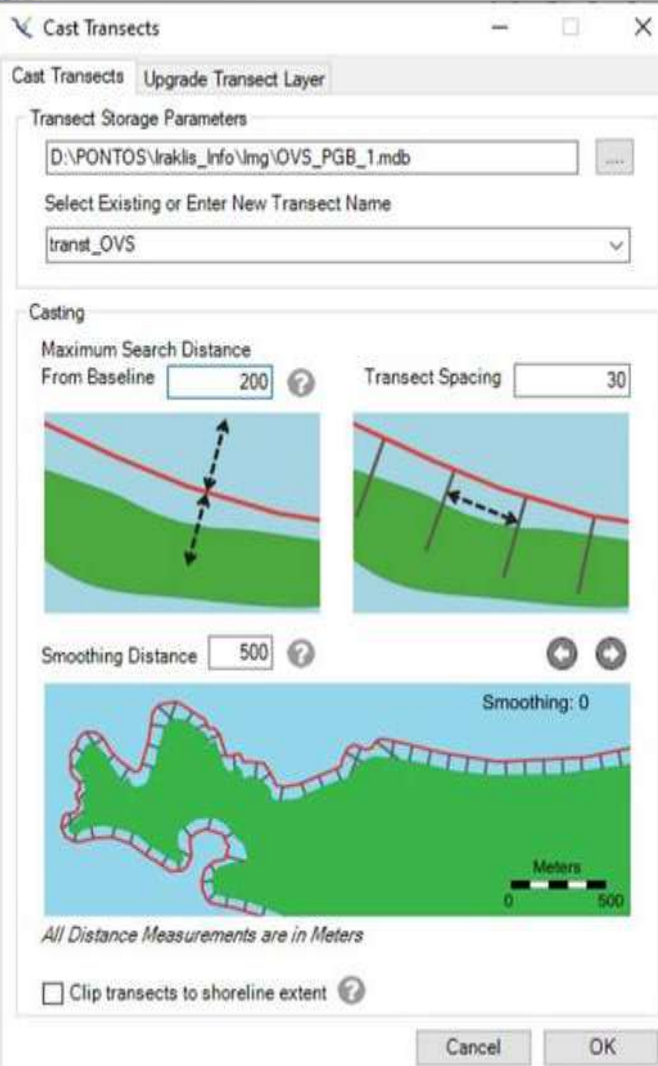 Cast Transects
Cast Transects Upgrade Transect Layer
Transect Storage Parameters
D:\PONTOS\Iraklis_Info\Img\OVS_PGB_1.mdb
....
Select Existing or Enter New Transect Name
transt_OVS
Casting
Maximum Search Distance
From Baseline 200 ? Transect Spacing 30
Smoothing Distance 500 ?
Smoothing: 0
Meters
0 500
All Distance Measurements are in Meters
Clip transects to shoreline extent ?
Cancel OK